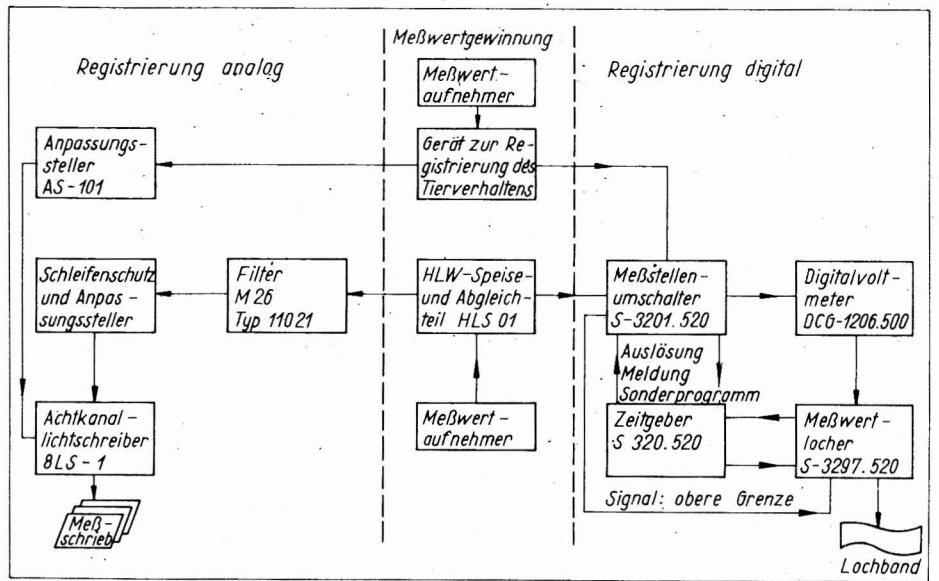 Meßwertgewinnung
Registrierung analog
Registrierung digital
Meßwert-
aufnehmer
Anpassungs-
steller
AS-101
Gerät zur Re-
gistrierung des
Tierverhaltens
Schleifenschutz
und Anpas-
sungssteller
Filter
M 26
Typ 11021
HLW-Speise-
und Abgleich-
teil HLS 01
Meßstellen-
umschalter
S-3201.520
Digitalvolt-
meter
DCG-1206.500
Auslösung
Meldung
Sonderprogramm
Achtkanal-
lichtschreiber
8LS-1
Meßwert-
aufnehmer
Zeitgeber
S 320.520
Meßwert-
locher
S-3297.520
Signal: obere Grenze
Meß-
schrieb
Lochband